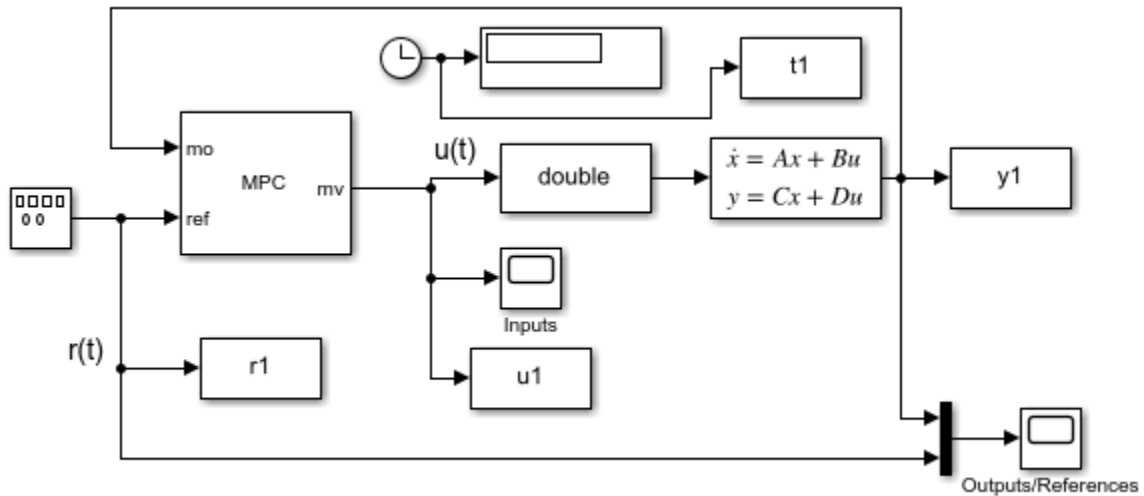 t1
mo
MPC
mv
ref
u(t)
double
ẋ = Ax + Bu
y = Cx + Du
y1
Inputs
r(t)
r1
u1
Outputs/References